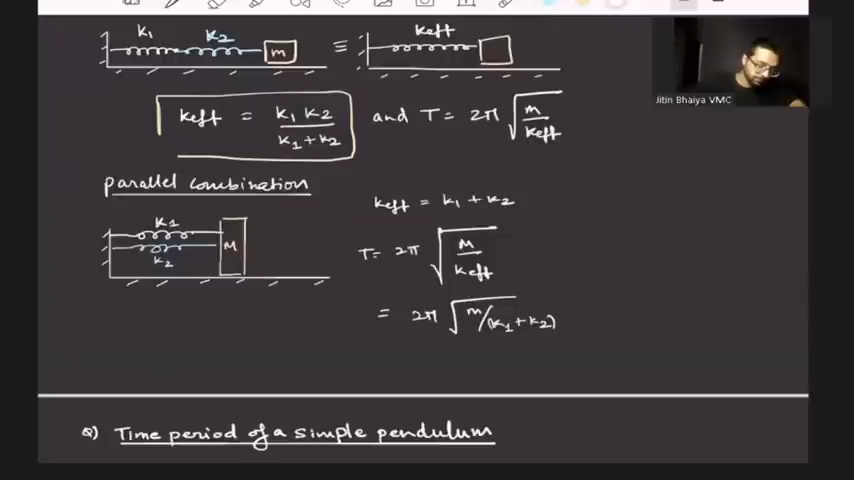 k₁ k₂ m ≡ keff
keff = k₁ k₂ / k₁+k₂ and T = 2π √(m/keff)
parallel combination
k₁ k₂ M
keff = k₁ + k₂
T = 2π √(M/keff)
= 2π √(m/(k₁+k₂))
Q) Time period of a simple pendulum
Jitin Bhaiya VMC